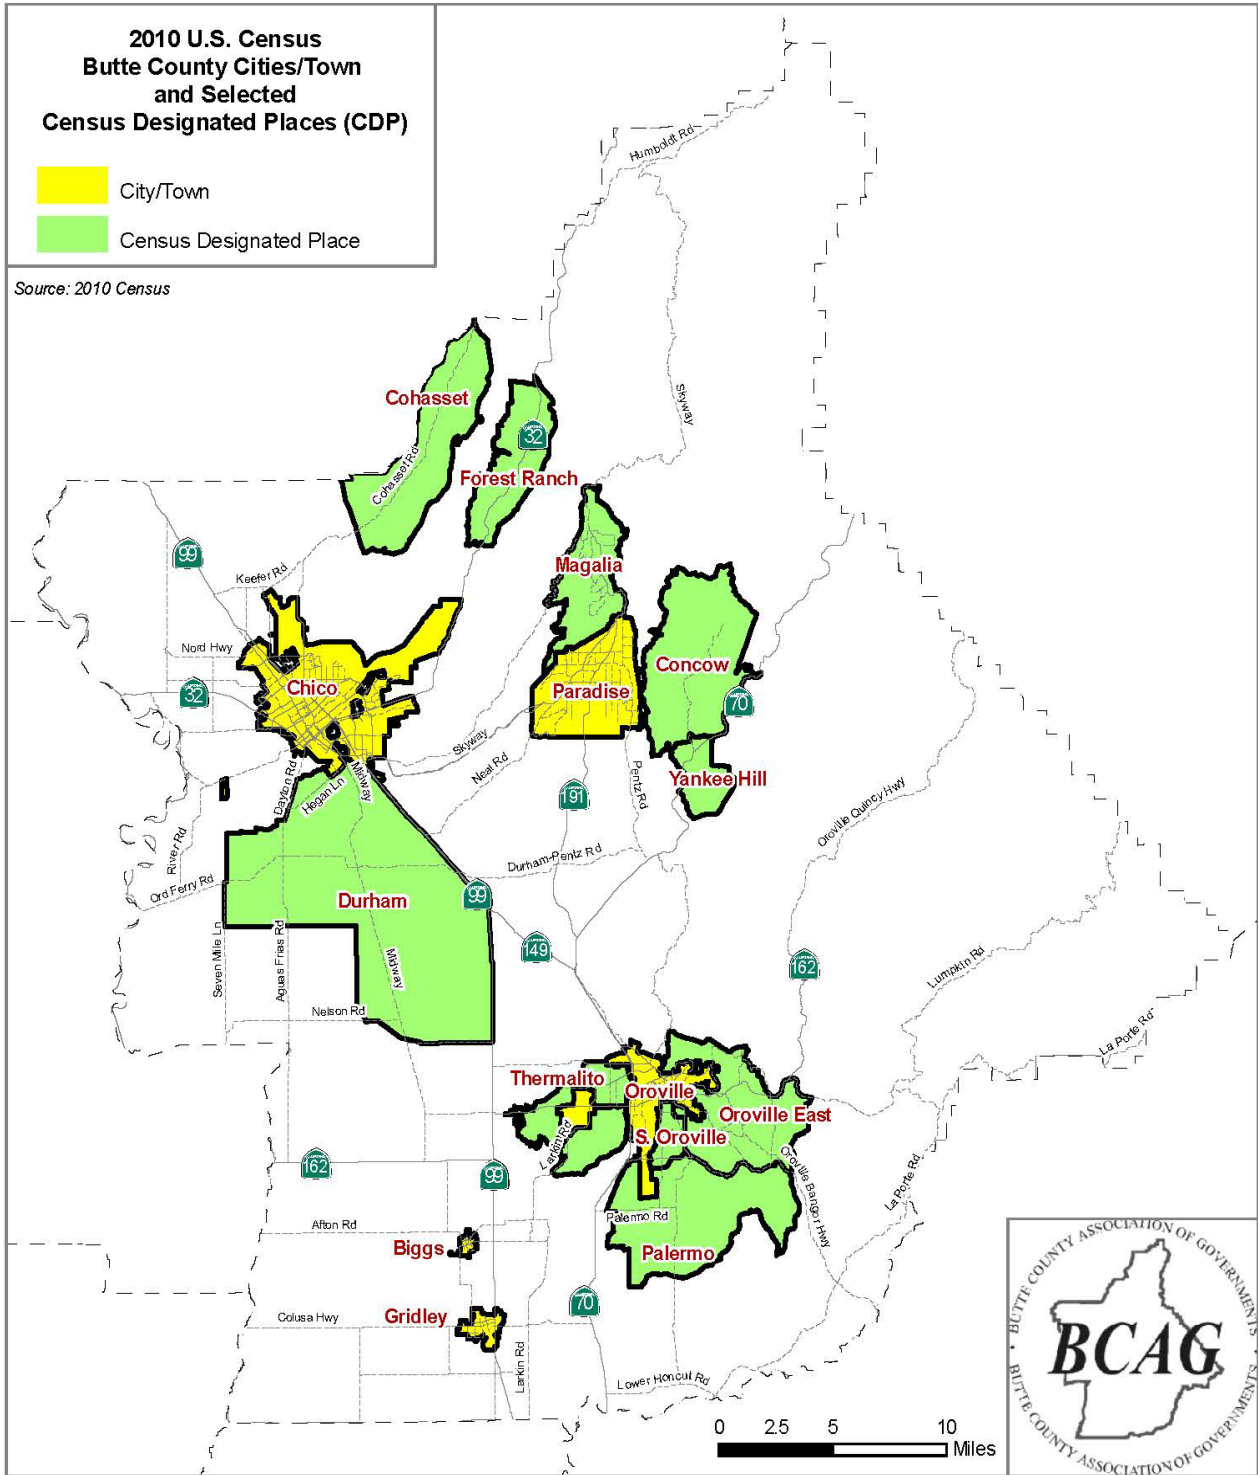 2010 U.S. Census
Butte County Cities/Town
and Selected
Census Designated Places (CDP)
City/Town
Census Designated Place
Source: 2010 Census
Humboldt Rd
Skyway
Cohasset
Cohasset Rd
32
Forest Ranch
99
Keefer Rd
Magalia
Nord Hwy
Chico
32
Paradise
Concow
70
Skyway
Neal Rd
Pentz Rd
Yankee Hill
191
Dayton Rd
Hegan Ln
Midway
River Rd
Ord Ferry Rd
Durham-Pentz Rd
Oroville Quincy Hwy
Durham
99
149
Seven Mile Ln
Aguas Frias Rd
Midway
Nelson Rd
162
Lumpkin Rd
La Porte Rd
Thermalito
Oroville
Oroville East
S. Oroville
Larkin Rd
162
99
Oroville Bangor Hwy
La Porte Rd
Afton Rd
Palermo Rd
Biggs
Palermo
70
Colusa Hwy
Gridley
Larkin Rd
Lower Honcut Rd
0 2.5 5 10
Miles
BUTTE COUNTY ASSOCIATION OF GOVERNMENTS
BCAG
BUTTE COUNTY ASSOCIATION OF GOVERNMENTS